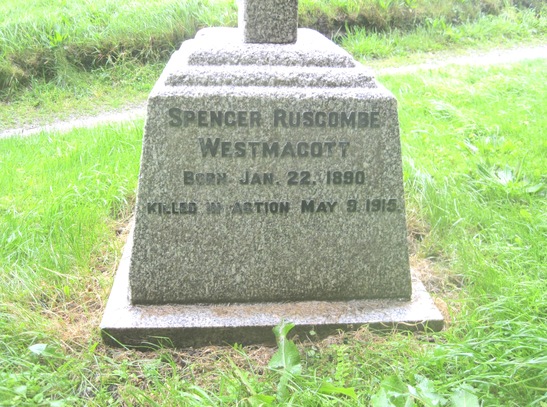 SPENCER RUSCOMBE
WESTMACOTT
BORN JAN. 22. 1890
KILLED IN ACTION MAY 9. 1915.